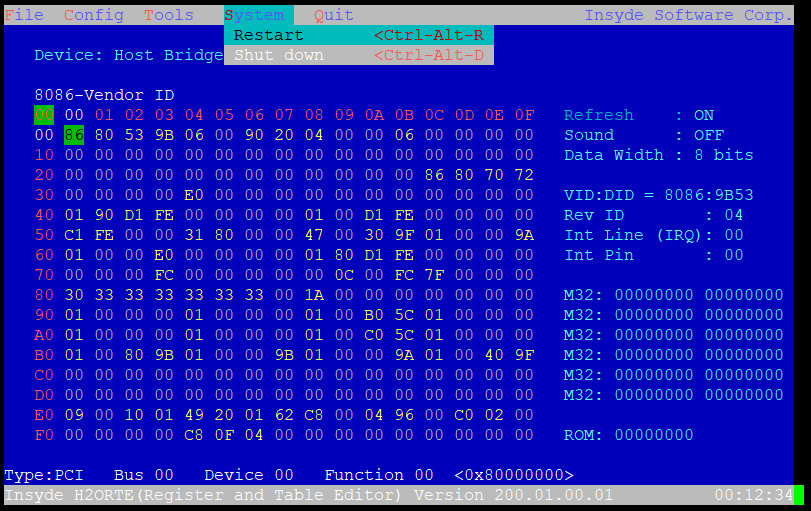 File  Config  Tools   System   Quit                       Insyde Software Corp.
Restart       <Ctrl-Alt-R
Device: Host Bridge Shut down     <Ctrl-Alt-D
8086-Vendor ID
00 00 01 02 03 04 05 06 07 08 09 0A 0B 0C 0D 0E 0F   Refresh    : ON
00 86 80 53 9B 06 00 90 20 04 00 00 06 00 00 00 00   Sound      : OFF
10 00 00 00 00 00 00 00 00 00 00 00 00 00 00 00 00   Data Width : 8 bits
20 00 00 00 00 00 00 00 00 00 00 00 00 86 80 70 72
30 00 00 00 00 E0 00 00 00 00 00 00 00 00 00 00 00   VID:DID = 8086:9B53
40 01 90 D1 FE 00 00 00 00 01 00 D1 FE 00 00 00 00   Rev ID        : 04
50 C1 FE 00 00 31 80 00 00 47 00 30 9F 01 00 00 9A   Int Line (IRQ): 00
60 01 00 00 E0 00 00 00 00 01 80 D1 FE 00 00 00 00   Int Pin       : 00
70 00 00 00 FC 00 00 00 00 00 0C 00 FC 7F 00 00 00
80 30 33 33 33 33 33 33 00 1A 00 00 00 00 00 00 00   M32: 00000000 00000000
90 01 00 00 00 01 00 00 00 01 00 B0 5C 01 00 00 00   M32: 00000000 00000000
A0 01 00 00 00 01 00 00 00 01 00 C0 5C 01 00 00 00   M32: 00000000 00000000
B0 01 00 80 9B 01 00 00 9B 01 00 00 9A 01 00 40 9F   M32: 00000000 00000000
C0 00 00 00 00 00 00 00 00 00 00 00 00 00 00 00 00   M32: 00000000 00000000
D0 00 00 00 00 00 00 00 00 00 00 00 00 00 00 00 00   M32: 00000000 00000000
E0 09 00 10 01 49 20 01 62 C8 00 04 96 00 C0 02 00
F0 00 00 00 00 C8 0F 04 00 00 00 00 00 00 00 00 00   ROM: 00000000
Type:PCI   Bus 00   Device 00   Function 00  <0x80000000>
Insyde H2ORTE(Register and Table Editor) Version 200.01.00.01          00:12:34